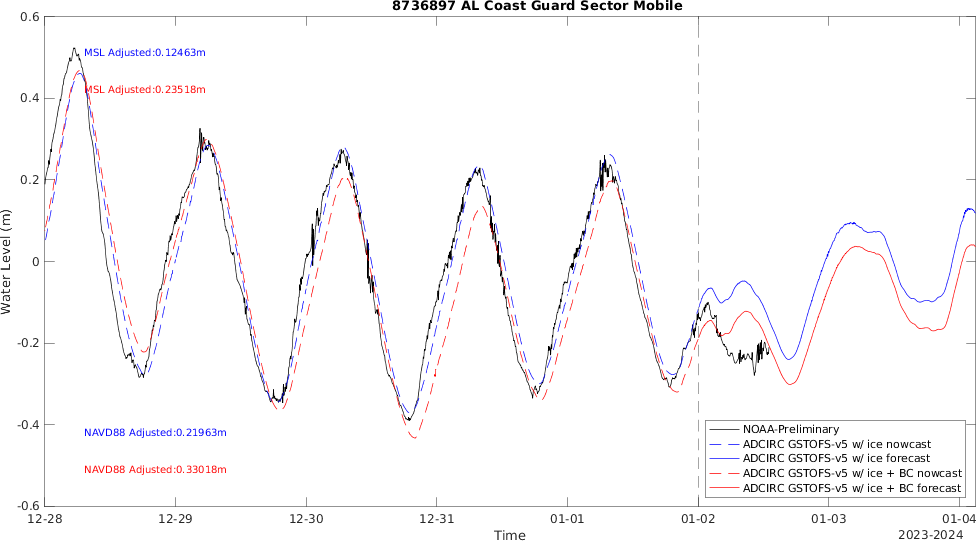 8736897 AL Coast Guard Sector Mobile
0.6
MSL Adjusted:0.12463m
0.4
MSL Adjusted:0.23518m
0.2
Water Level (m)
0
-0.2
-0.4
NAVD88 Adjusted:0.21963m
NAVD88 Adjusted:0.33018m
-0.6
NOAA-Preliminary
ADCIRC GSTOFS-v5 w/ ice nowcast
ADCIRC GSTOFS-v5 w/ ice forecast
ADCIRC GSTOFS-v5 w/ ice + BC nowcast
ADCIRC GSTOFS-v5 w/ ice + BC forecast
12-28 12-29 12-30 12-31 01-01 01-02 01-03 01-04
Time
2023-2024